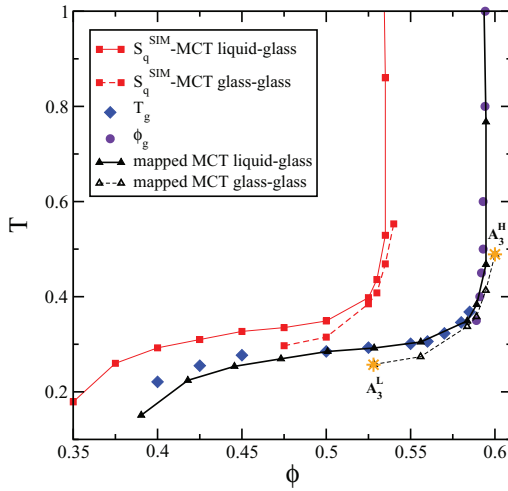 1
0.8
0.6
0.4
0.2
T
S_q^SIM-MCT liquid-glass
S_q^SIM-MCT glass-glass
T_g
ϕ_g
mapped MCT liquid-glass
mapped MCT glass-glass
A_3^H
A_3^L
0.35 0.4 0.45 0.5 0.55 0.6
ϕ